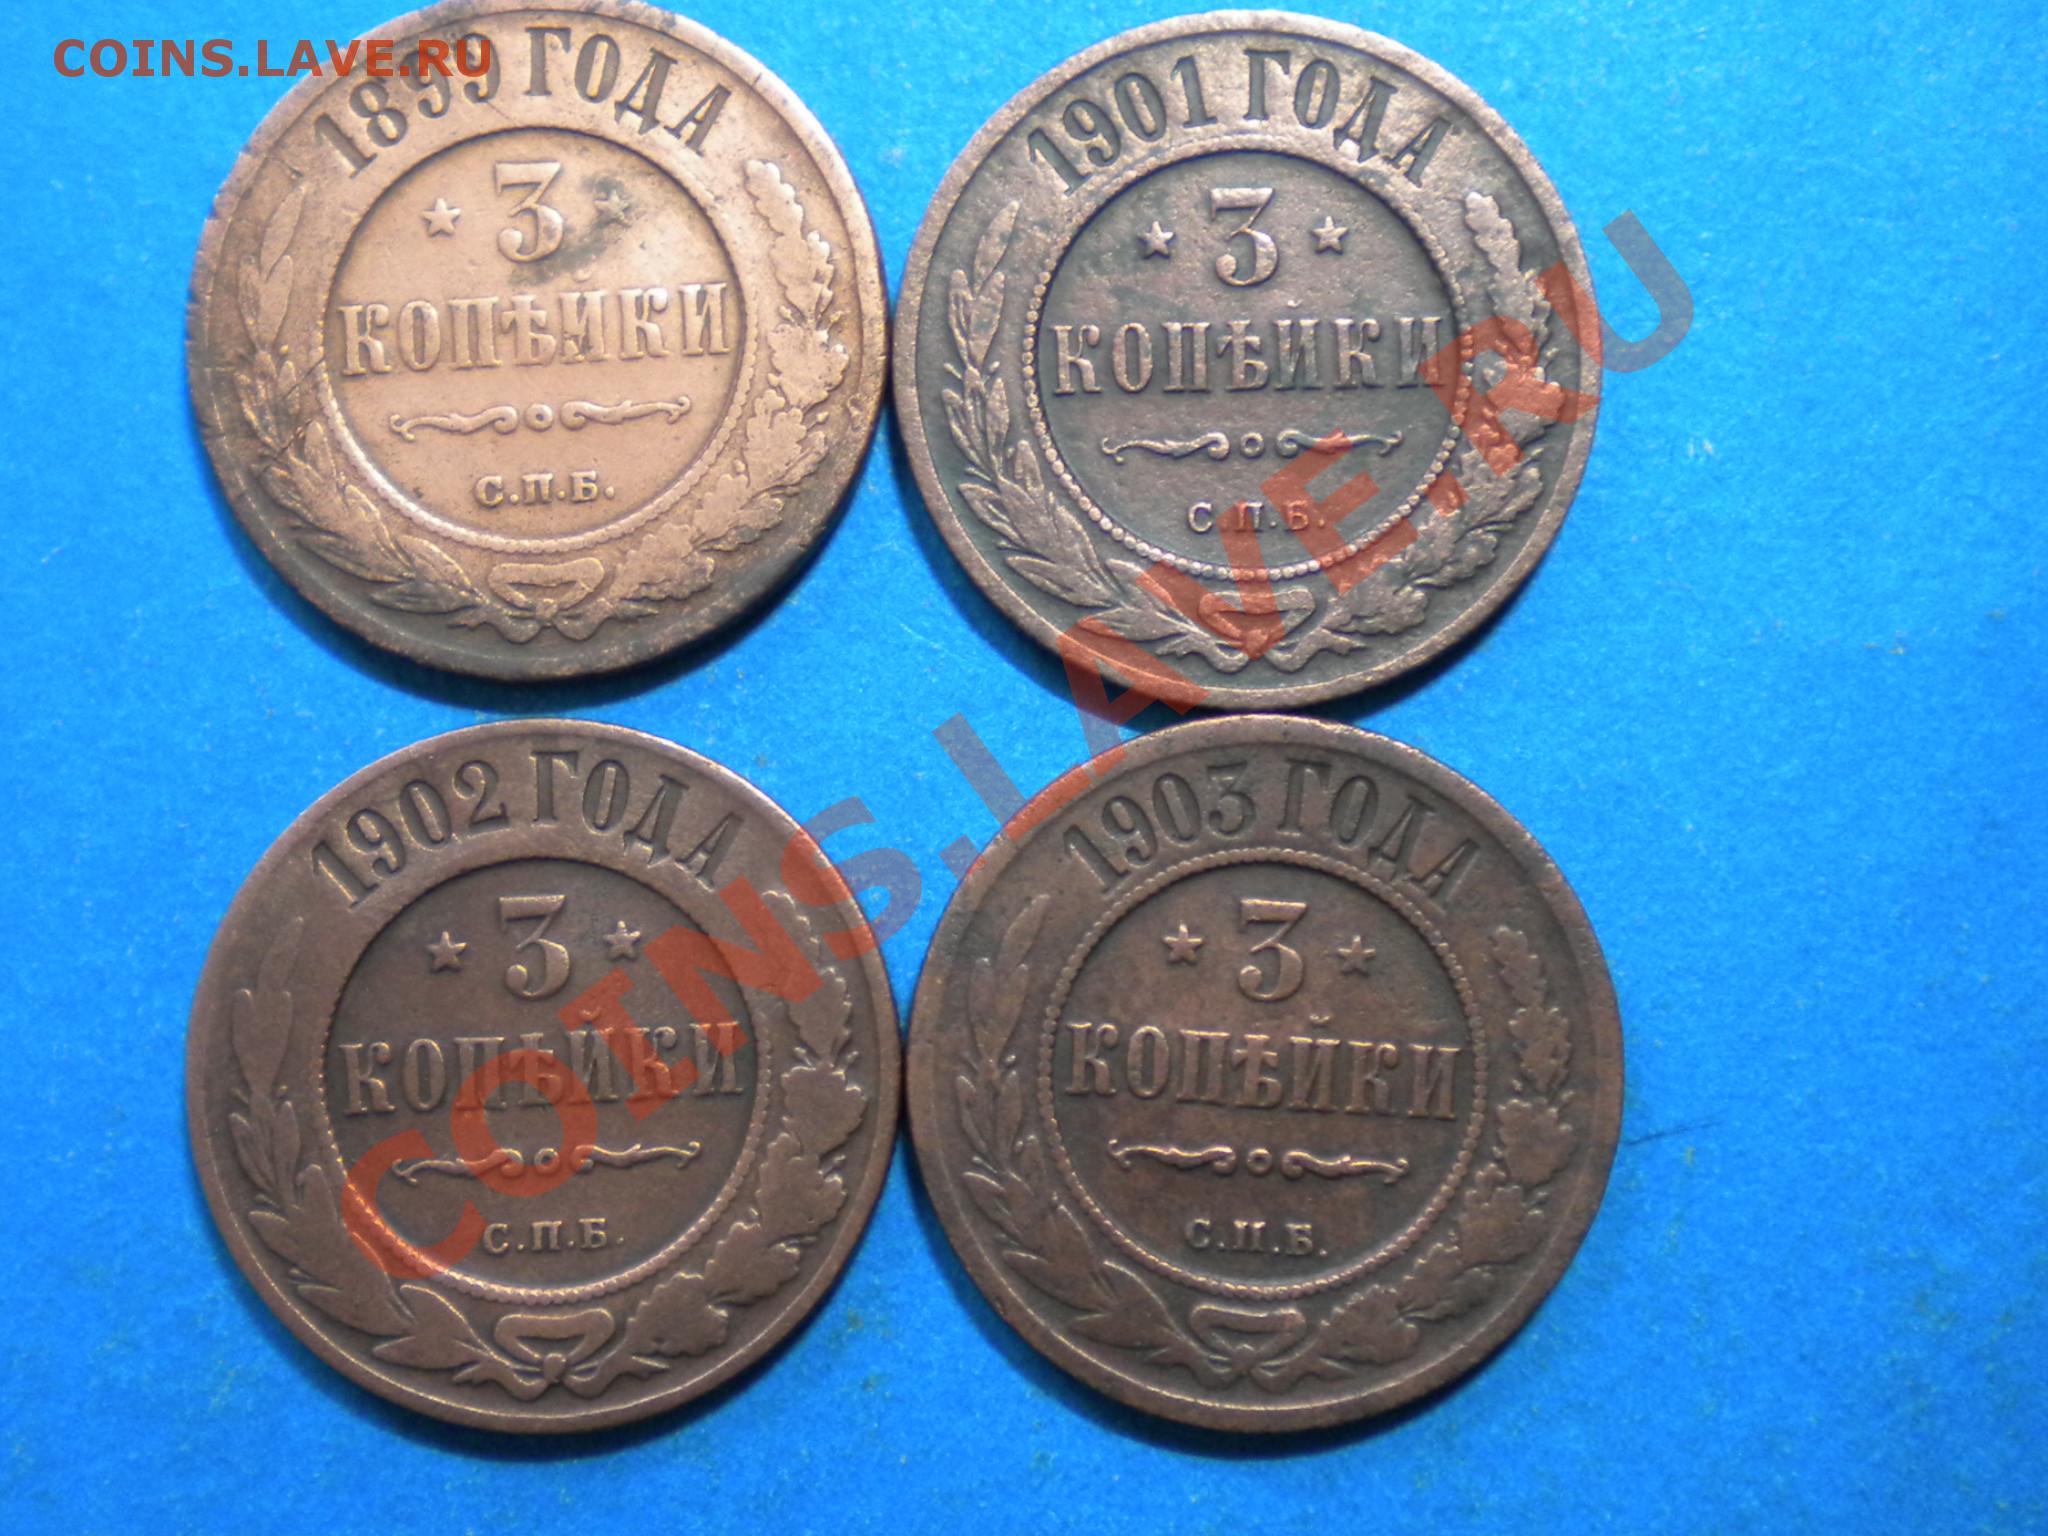 COINS.LAVE.RU
1899 ГОДА
3
КОПѢЙКИ
С.П.Б.
1901 ГОДА
3
КОПѢЙКИ
С.П.Б.
1902 ГОДА
3
КОПѢЙКИ
С.П.Б.
1903 ГОДА
3
КОПѢЙКИ
С.П.Б.
COINS.LAVE.RU